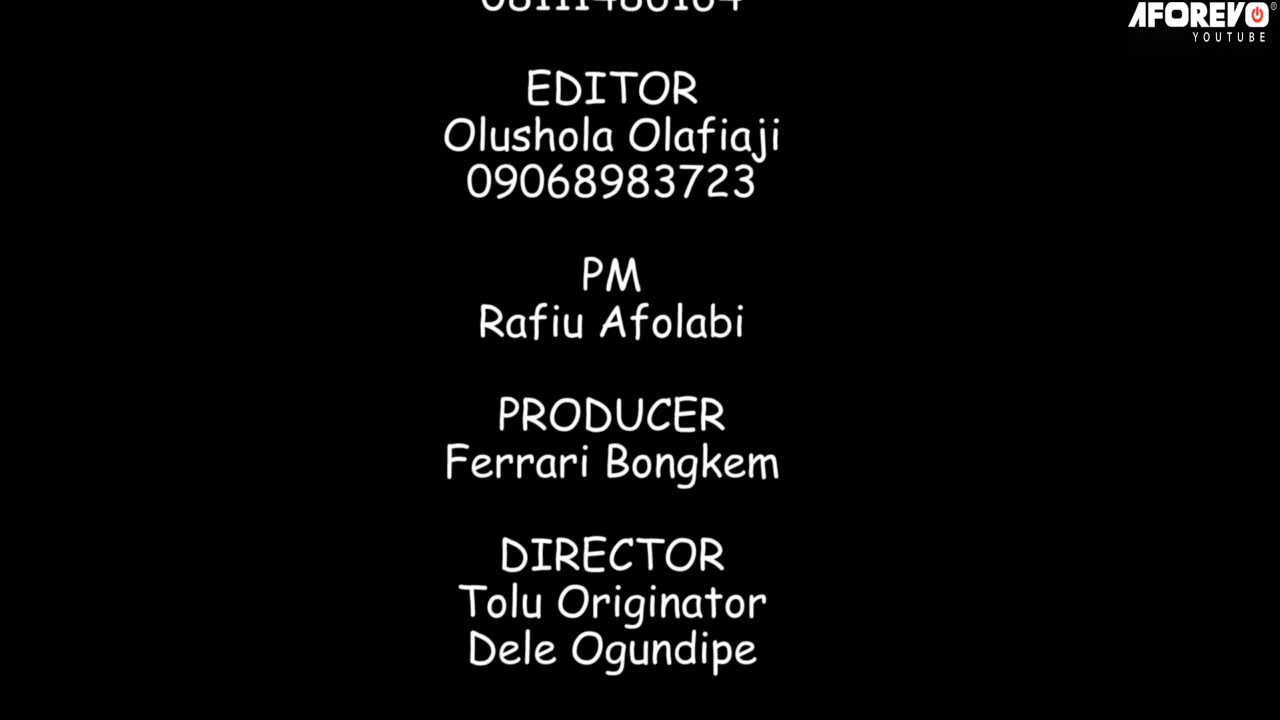 AFOREVO
YOUTUBE
EDITOR
Olushola Olafiaji
09068983723
PM
Rafiu Afolabi
PRODUCER
Ferrari Bongkem
DIRECTOR
Tolu Originator
Dele Ogundipe